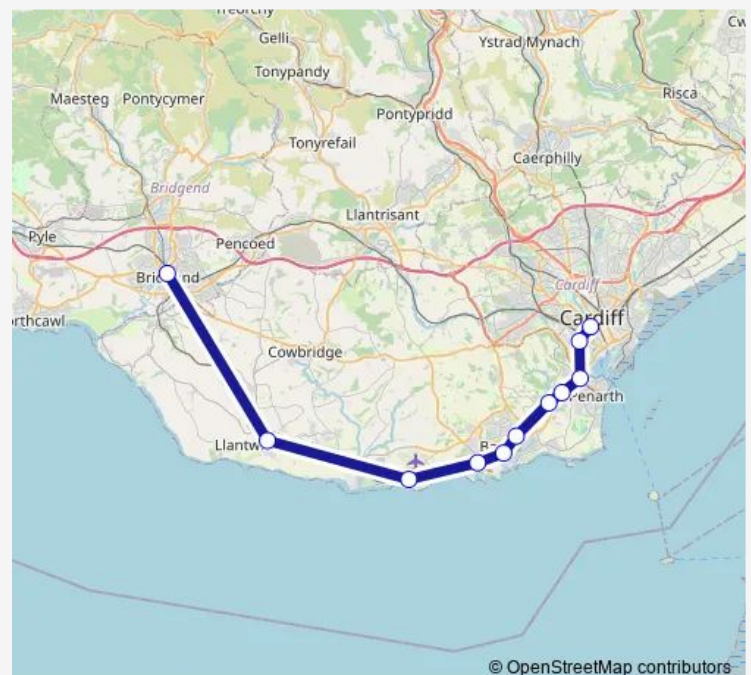 Treorchy
Gelli
Ystrad Mynach
Tonypandy
Maesteg
Pontycymer
Risca
Pontypridd
Tonyrefail
Caerphilly
Bridgend
Llantrisant
Pyle
Pencoed
Cardiff
Cardiff
Cowbridge
Penarth
© OpenStreetMap contributors